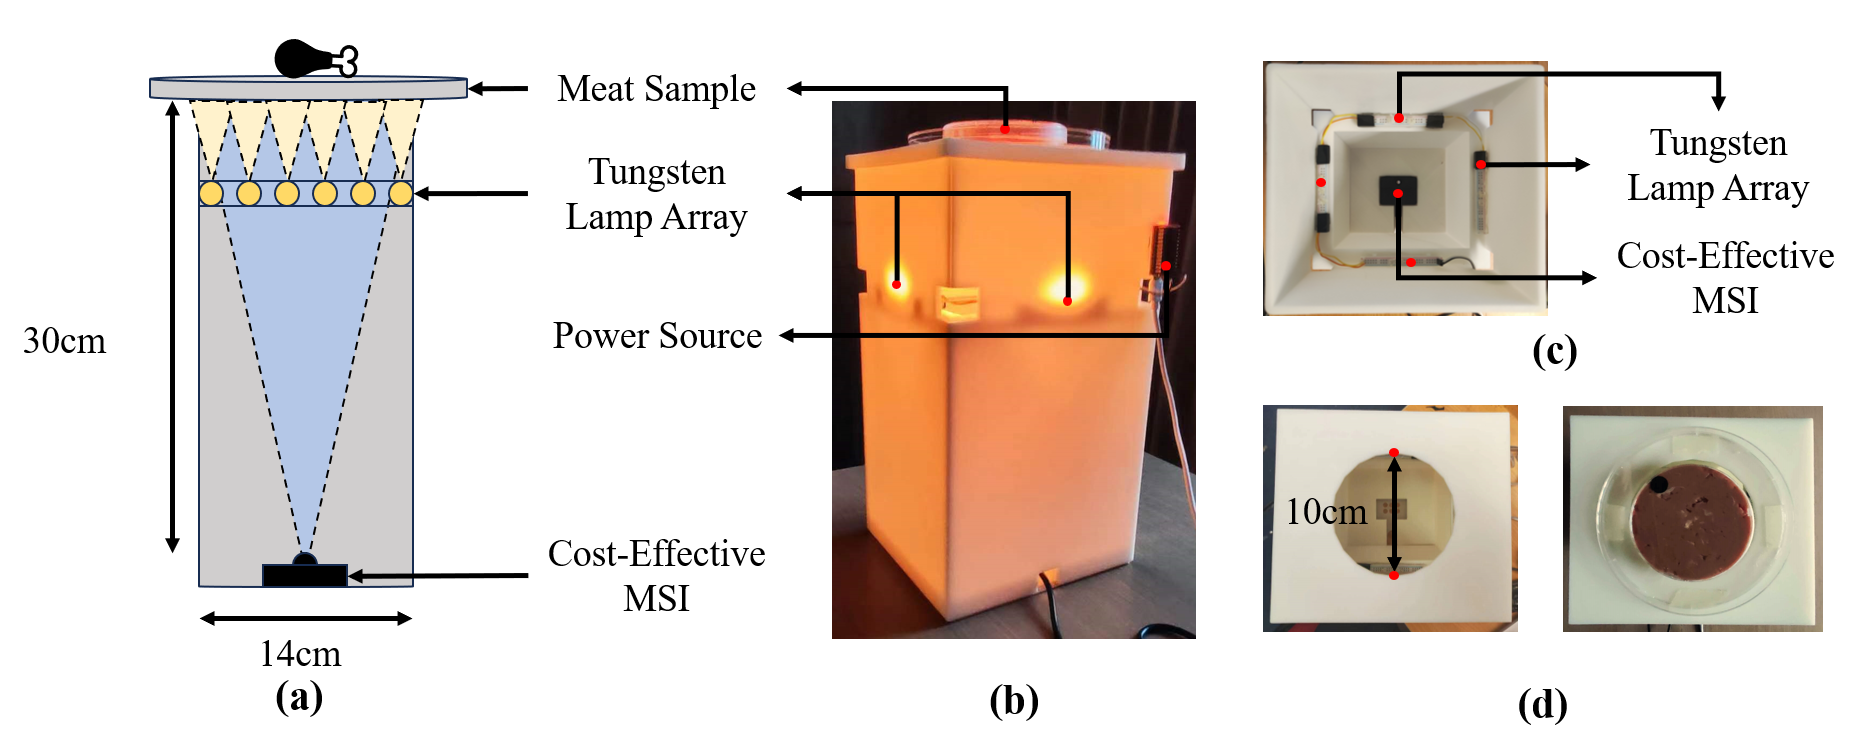 Meat Sample
Tungsten
Lamp Array
Power Source
30cm
Cost-Effective
MSI
14cm
(a)
(b)
Tungsten
Lamp Array
Cost-Effective
MSI
(c)
10cm
(d)